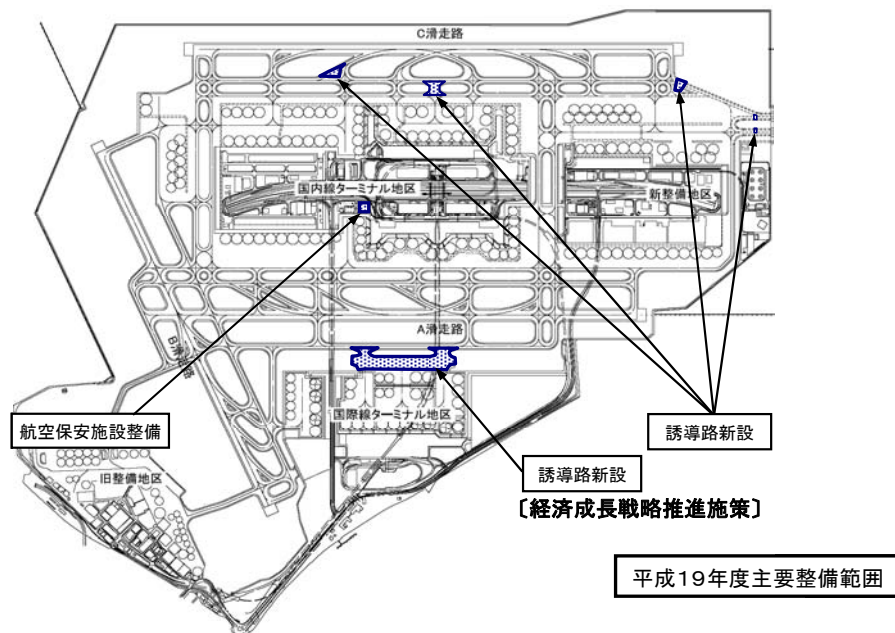 C滑走路
国内線ターミナル地区
新整備地区
A滑走路
B滑走路
国際線ターミナル地区
航空保安施設整備
誘導路新設
旧整備地区
誘導路新設
〔経済成長戦略推進施策〕
平成19年度主要整備範囲